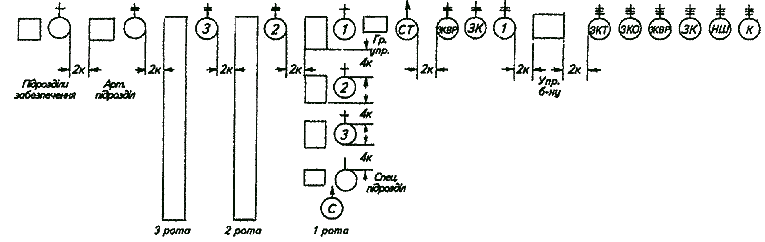 3 2 1 Гр. упр. СТ ЖВР ЗК 1 ЗКТ ЗКО ЖВР ЗК НШ К
2к 2к 2к 2к 4к 2к 2к 2к
Підрозділи забезпечення
Арт. підрозділ
Упр. б-ну
2
4к
3
4к
Спец. підрозділ
С
3 рота 2 рота 1 рота